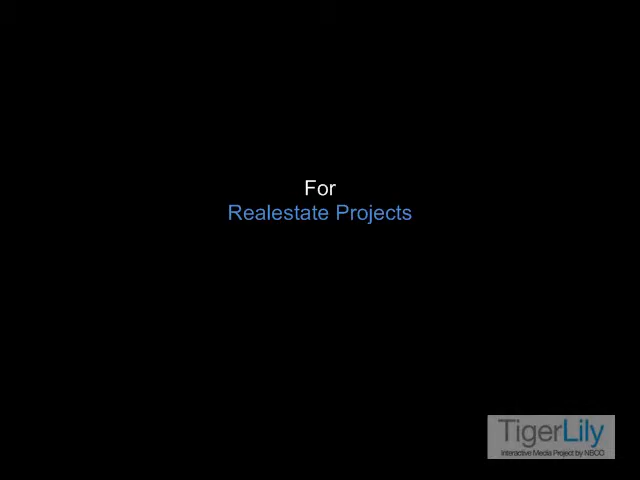 For
Realestate Projects
TigerLily
Interactive Media Project by NBCO